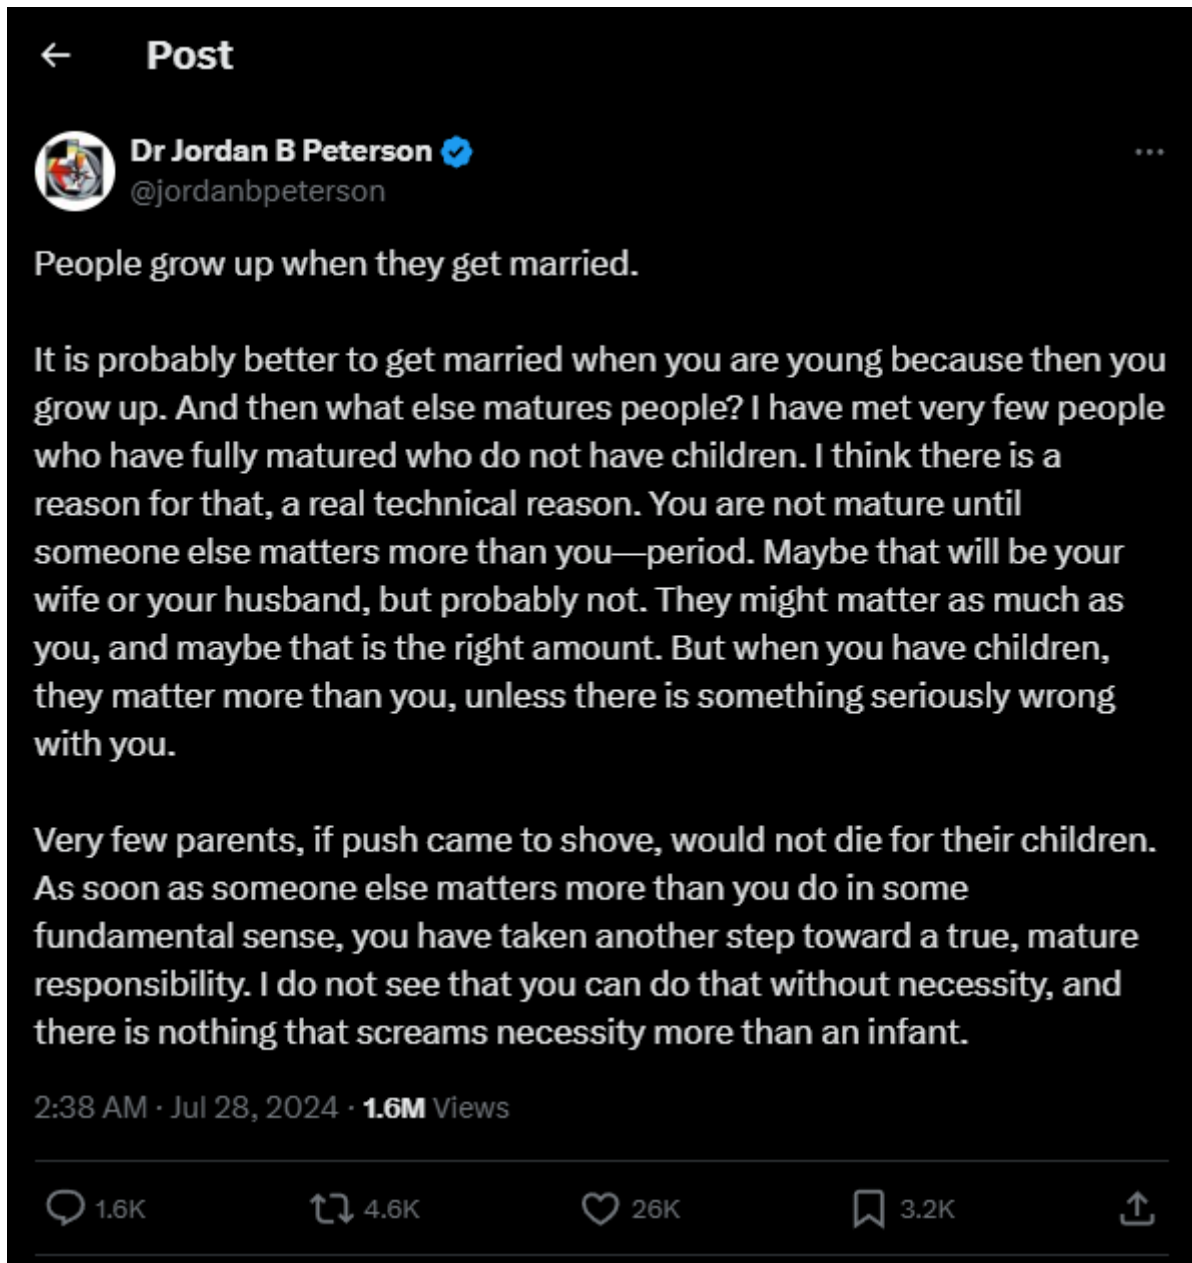 Post
Dr Jordan B Peterson
@jordanbpeterson
People grow up when they get married.
It is probably better to get married when you are young because then you
grow up. And then what else matures people? I have met very few people
who have fully matured who do not have children. I think there is a
reason for that, a real technical reason. You are not mature until
someone else matters more than you—period. Maybe that will be your
wife or your husband, but probably not. They might matter as much as
you, and maybe that is the right amount. But when you have children,
they matter more than you, unless there is something seriously wrong
with you.
Very few parents, if push came to shove, would not die for their children.
As soon as someone else matters more than you do in some
fundamental sense, you have taken another step toward a true, mature
responsibility. I do not see that you can do that without necessity, and
there is nothing that screams necessity more than an infant.
2:38 AM · Jul 28, 2024 · 1.6M Views
1.6K 4.6K 26K 3.2K